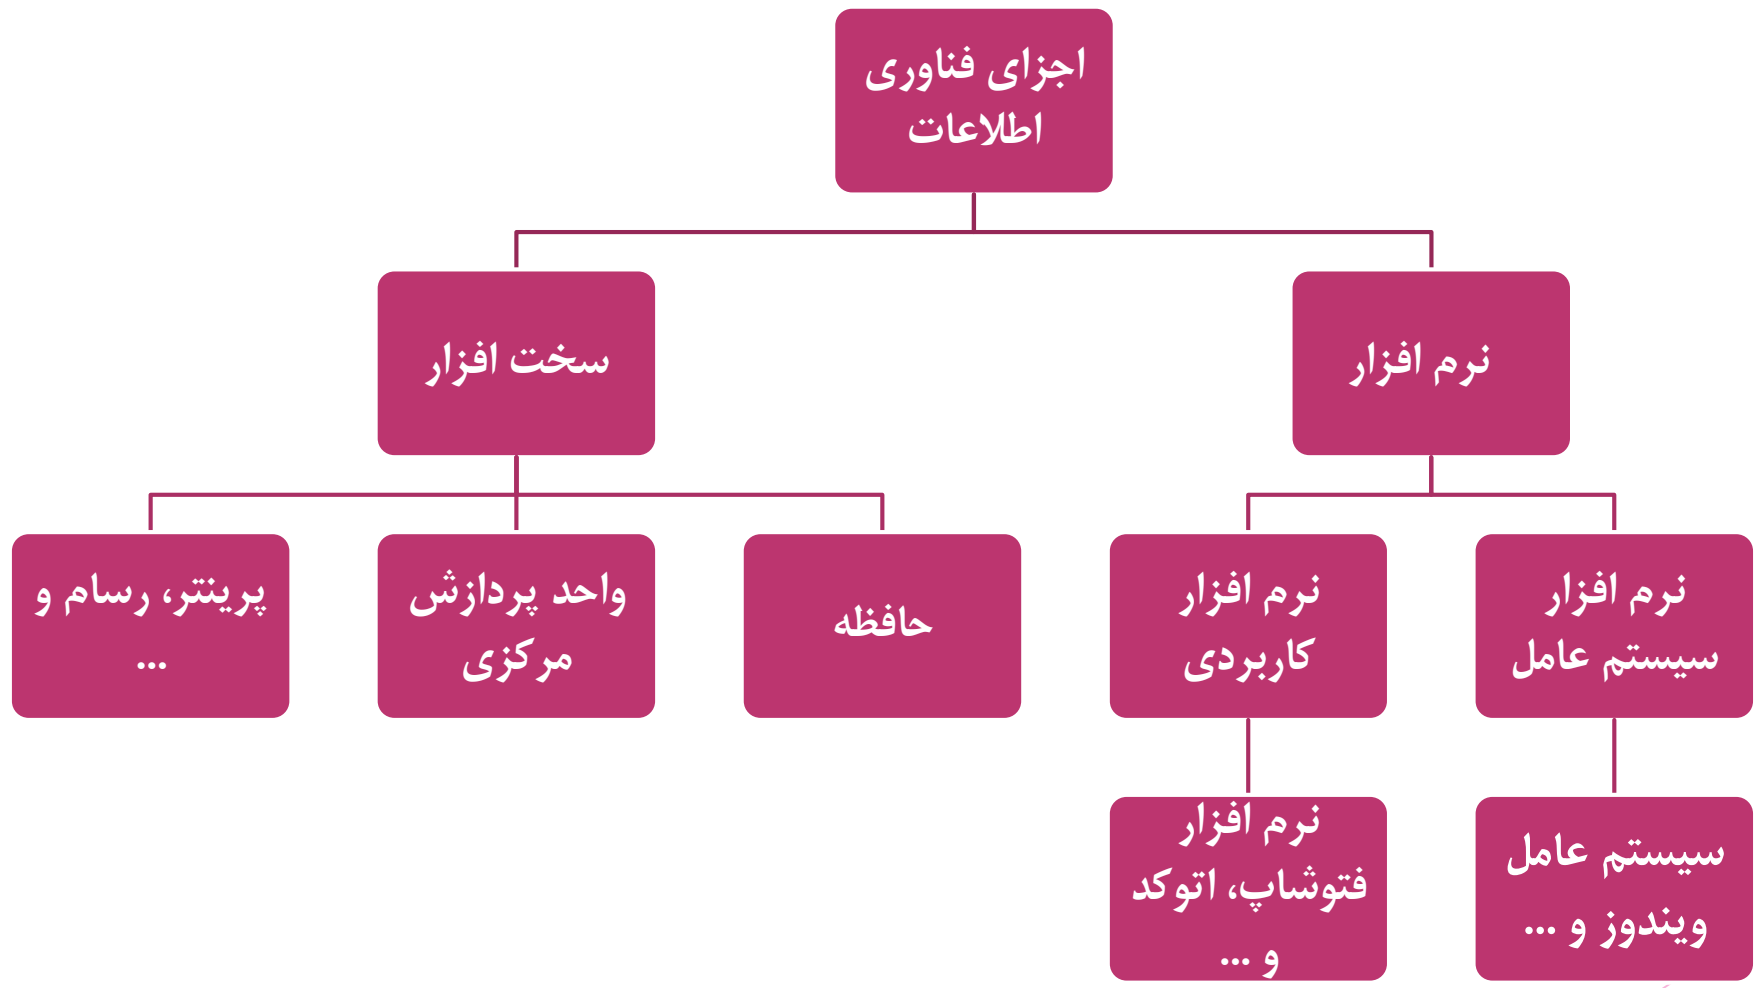 اجزای فناوری
اطلاعات
نرم افزار
سخت افزار
نرم افزار
سیستم عامل
نرم افزار
کاربردی
حافظه
واحد پردازش
مرکزی
پرینتر، رسام و
...
سیستم عامل
ویندوز و ...
نرم افزار
فتوشاپ، اتوکد
و ...